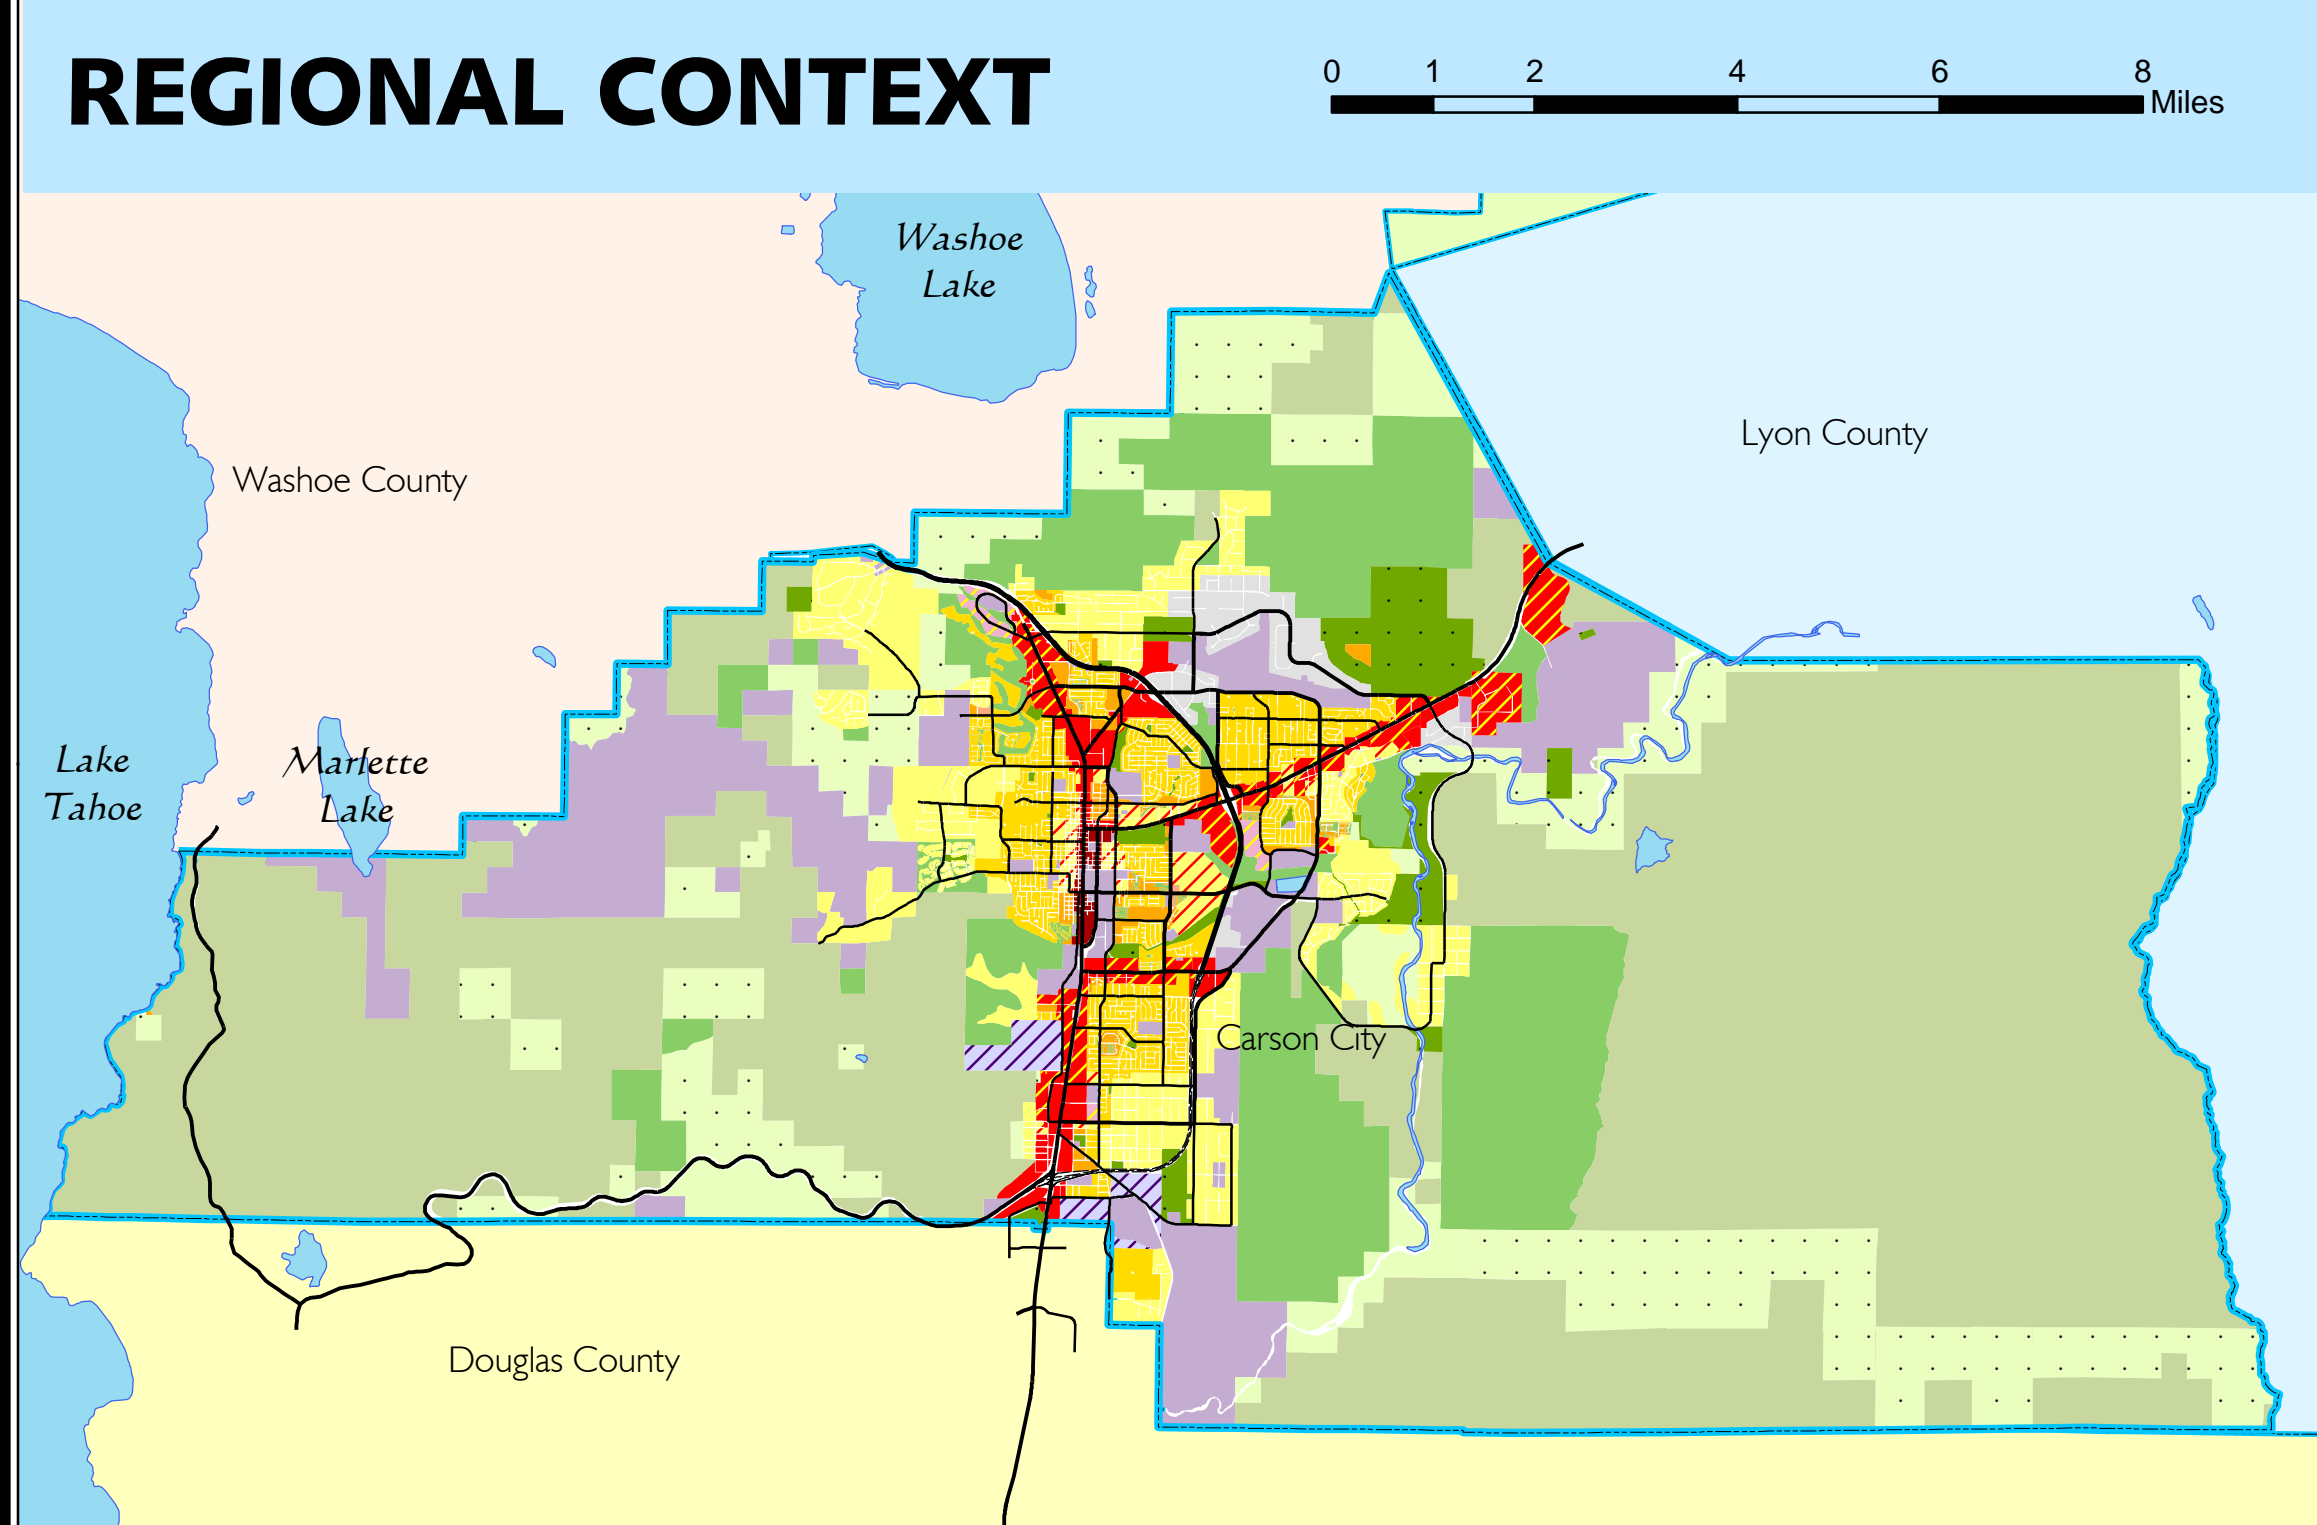 REGIONAL CONTEXT
0 1 2 4 6 8
Miles
Washoe
Lake
Lyon County
Washoe County
Lake
Tahoe
Marlette
Lake
Carson City
Douglas County